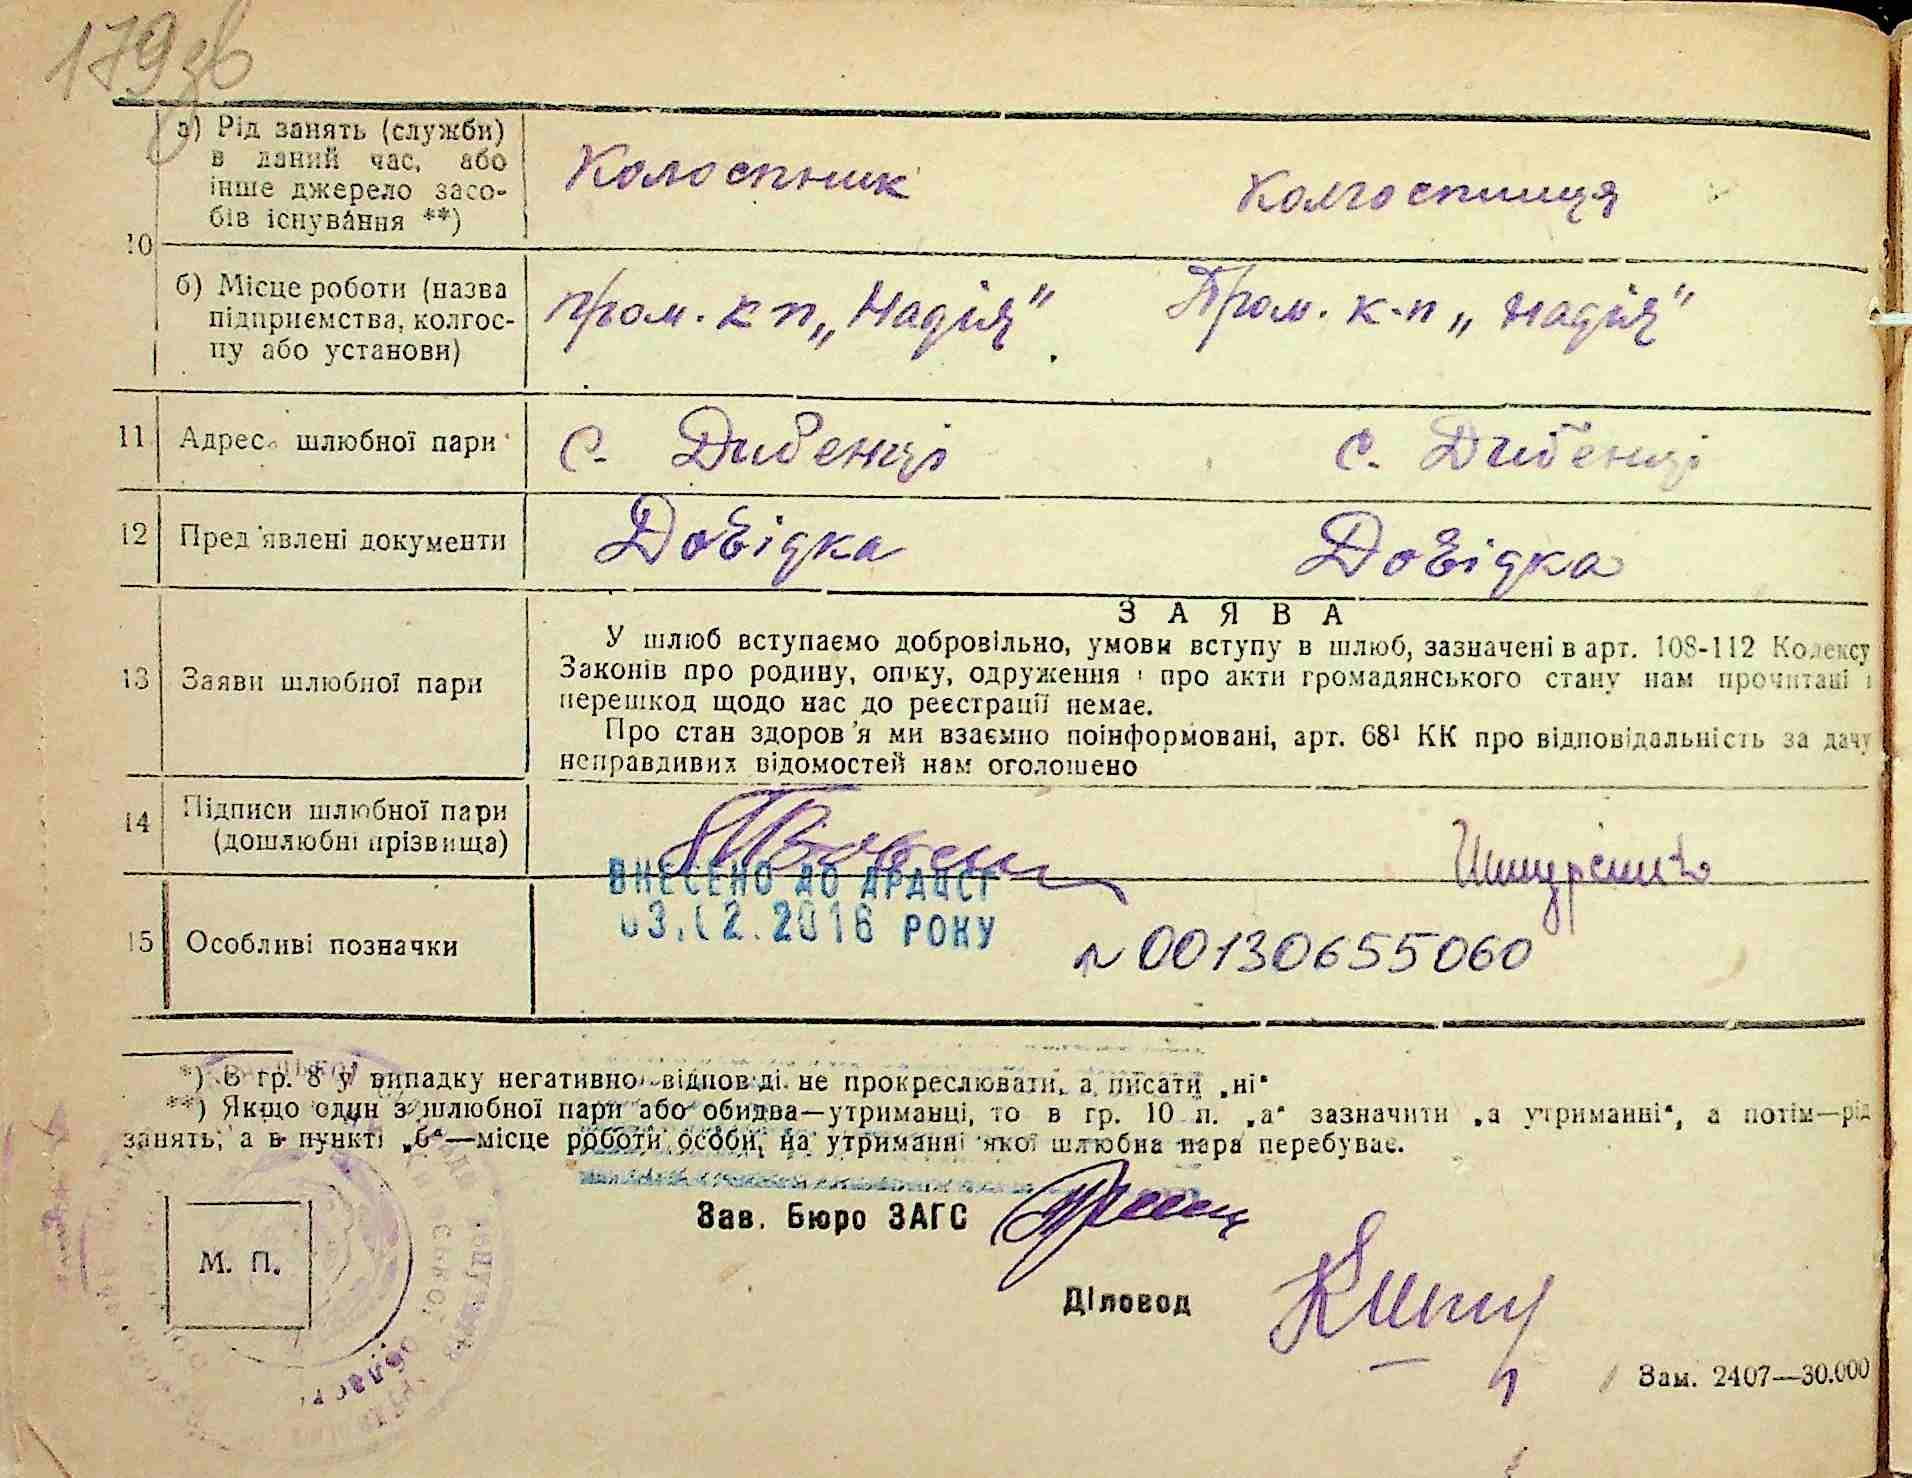 179зв
10
а) Рід занять (служби)
в даний час, або
інше джерело засо-
бів існування **)
Колоспник Колгоспниця
б) Місце роботи (назва
підприємства, колгос-
пу або установи)
пром. кп „Надія" Пром. к-п „Надія"
11 Адрес шлюбної пари с. Дибенці с. Дибенці
12 Пред'явлені документи Довідка Довідка
13 Заяви шлюбної пари
ЗАЯВА
У шлюб вступаємо добровільно, умови вступу в шлюб, зазначені в арт. 108-112 Кодексу
Законів про родину, опіку, одруження і про акти громадянського стану нам прочитані і
перешкод щодо нас до реєстрації немає.
Про стан здоров'я ми взаємно поінформовані, арт. 68¹ КК про відповідальність за дачу
неправдивих відомостей нам оголошено
14 Підписи шлюбної пари
(дошлюбні прізвища)
ВНЕСЕНО ДО ДРАЦСГ
03.12.2016 РОКУ
15 Особливі позначки
N 00130655060
*) В гр. 8 у випадку негативної відповіді не прокреслювати, а писати „ні"
**) Якщо один з шлюбної пари або обидва—утриманці, то в гр. 10 п. „а" зазначити „а утриманні", а потім—рід
занять, а в пункті „б"—місце роботи особи, на утриманні якої шлюбна пара перебуває.
М. П.
Зав. Бюро ЗАГС
Діловод
Зам. 2407—30.000